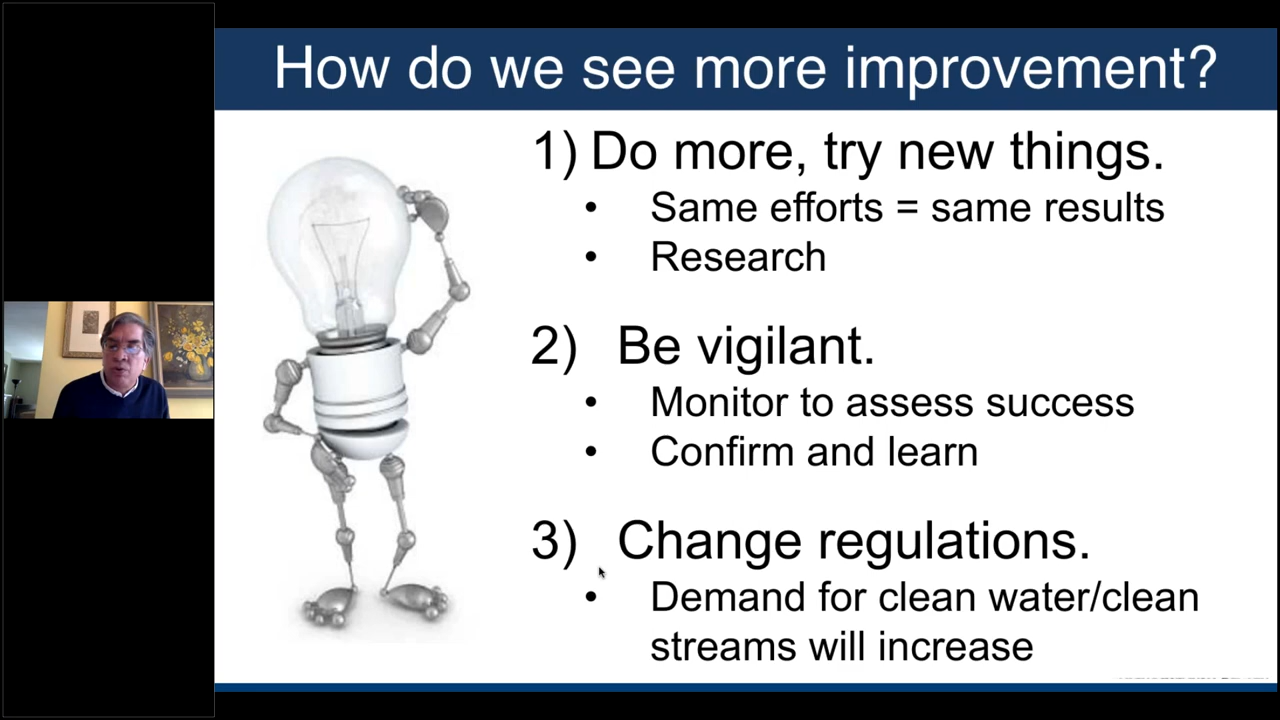 How do we see more improvement?
1) Do more, try new things.
• Same efforts = same results
• Research
2) Be vigilant.
• Monitor to assess success
• Confirm and learn
3) Change regulations.
• Demand for clean water/clean
streams will increase